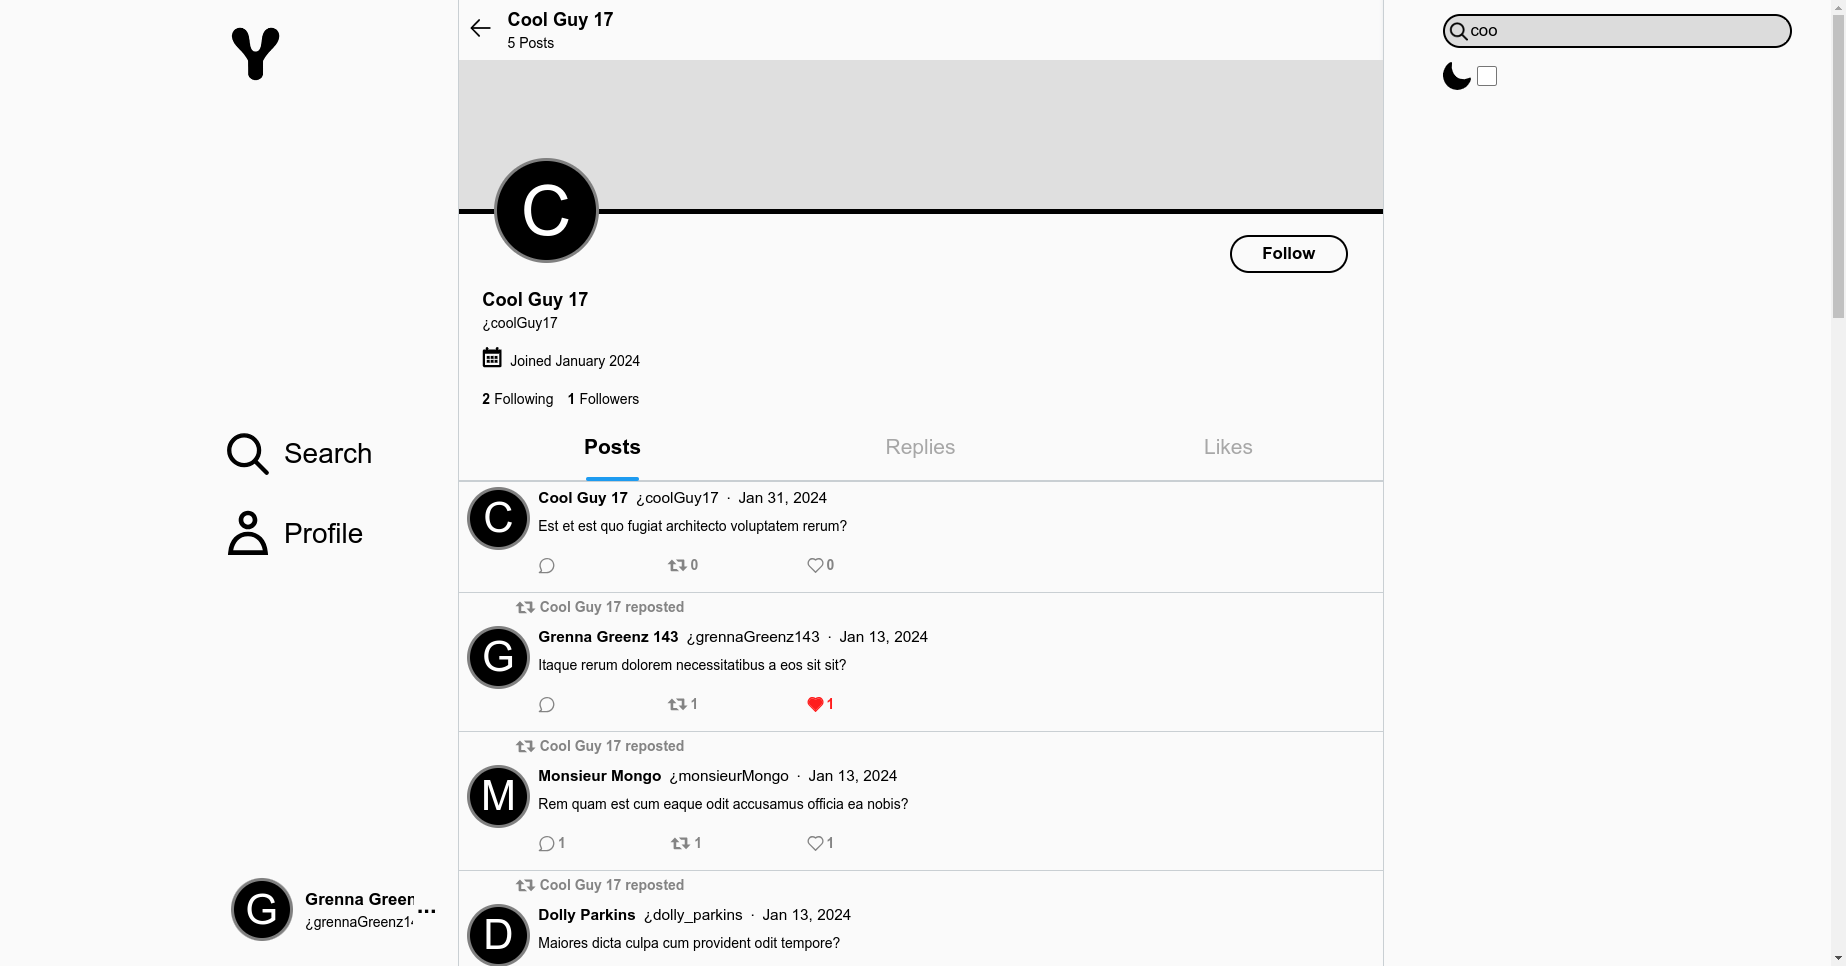 Y
Search
Profile
G
Grenna Green
¿grennaGreenz14
...
Cool Guy 17
5 Posts
C
Follow
Cool Guy 17
¿coolGuy17
Joined January 2024
2 Following 1 Followers
Posts Replies Likes
C
Cool Guy 17 ¿coolGuy17 · Jan 31, 2024
Est et est quo fugiat architecto voluptatem rerum?
0 0
Cool Guy 17 reposted
G
Grenna Greenz 143 ¿grennaGreenz143 · Jan 13, 2024
Itaque rerum dolorem necessitatibus a eos sit sit?
1 1
Cool Guy 17 reposted
M
Monsieur Mongo ¿monsieurMongo · Jan 13, 2024
Rem quam est cum eaque odit accusamus officia ea nobis?
1 1 1
Cool Guy 17 reposted
D
Dolly Parkins ¿dolly_parkins · Jan 13, 2024
Maiores dicta culpa cum provident odit tempore?
coo